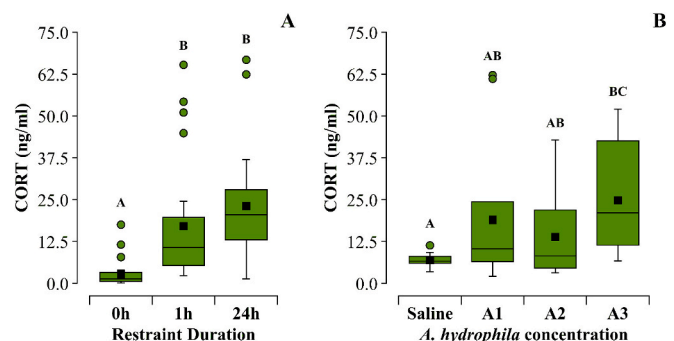 A
B
75.0
62.5
50.0
37.5
25.0
12.5
0.0
CORT (ng/ml)
A
B
B
0h
1h
24h
Restraint Duration
75.0
62.5
50.0
37.5
25.0
12.5
0.0
CORT (ng/ml)
A
AB
AB
BC
Saline
A1
A2
A3
A. hydrophila concentration